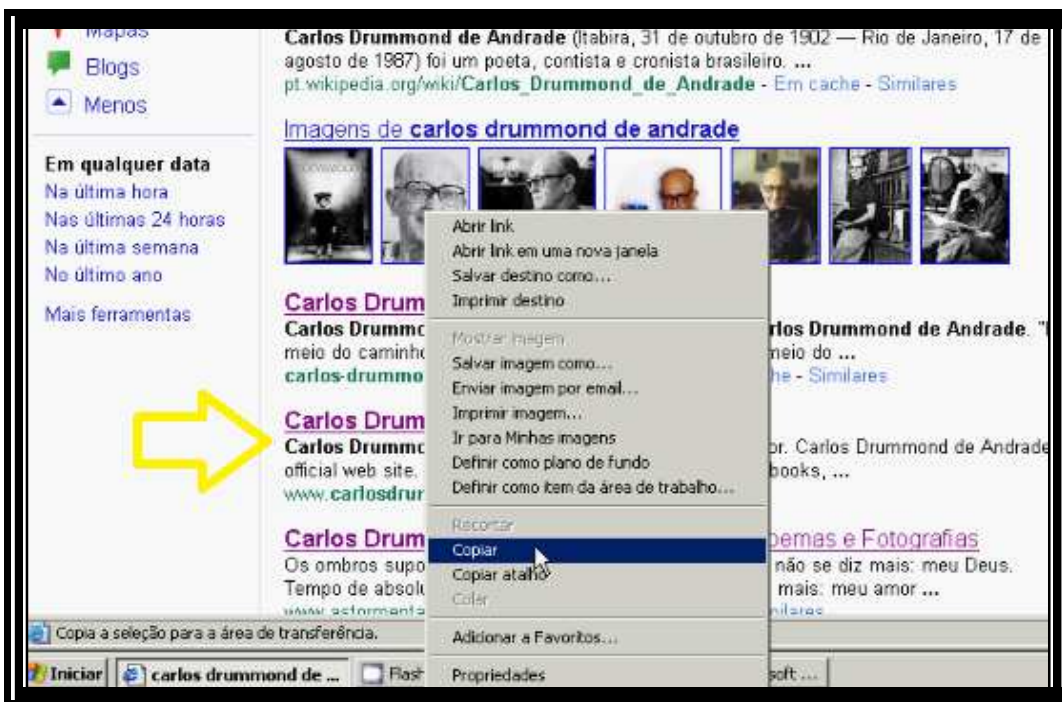 Mapas
Blogs
Menos
Em qualquer data
Na última hora
Nas últimas 24 horas
Na última semana
No último ano
Mais ferramentas
Carlos Drummond de Andrade (Itabira, 31 de outubro de 1902 — Rio de Janeiro, 17 de
agosto de 1987) foi um poeta, contista e cronista brasileiro. ...
pt.wikipedia.org/wiki/Carlos_Drummond_de_Andrade - Em cache - Similares
Imagens de carlos drummond de andrade
Carlos Drum
Carlos Drummo rlos Drummond de Andrade. "
meio do caminho meio do ...
carlos-drummo he - Similares
Carlos Drum
Carlos Drummo or. Carlos Drummond de Andrade
official web site. books, ...
www.carlosdrur
Carlos Drum oemas e Fotografias
Os ombros supo não se diz mais: meu Deus.
Tempo de absolu mais: meu amor ...
Abrir link
Abrir link em uma nova janela
Salvar destino como...
Imprimir destino
Mostrar imagem
Salvar imagem como...
Enviar imagem por email...
Imprimir imagem...
Ir para Minhas imagens
Definir como plano de fundo
Definir como item da área de trabalho...
Recortar
Copiar
Copiar atalho
Colar
Adicionar a Favoritos...
Propriedades
Copia a seleção para a área de transferência.
Iniciar
carlos drummond de ...
Flash
soft ...